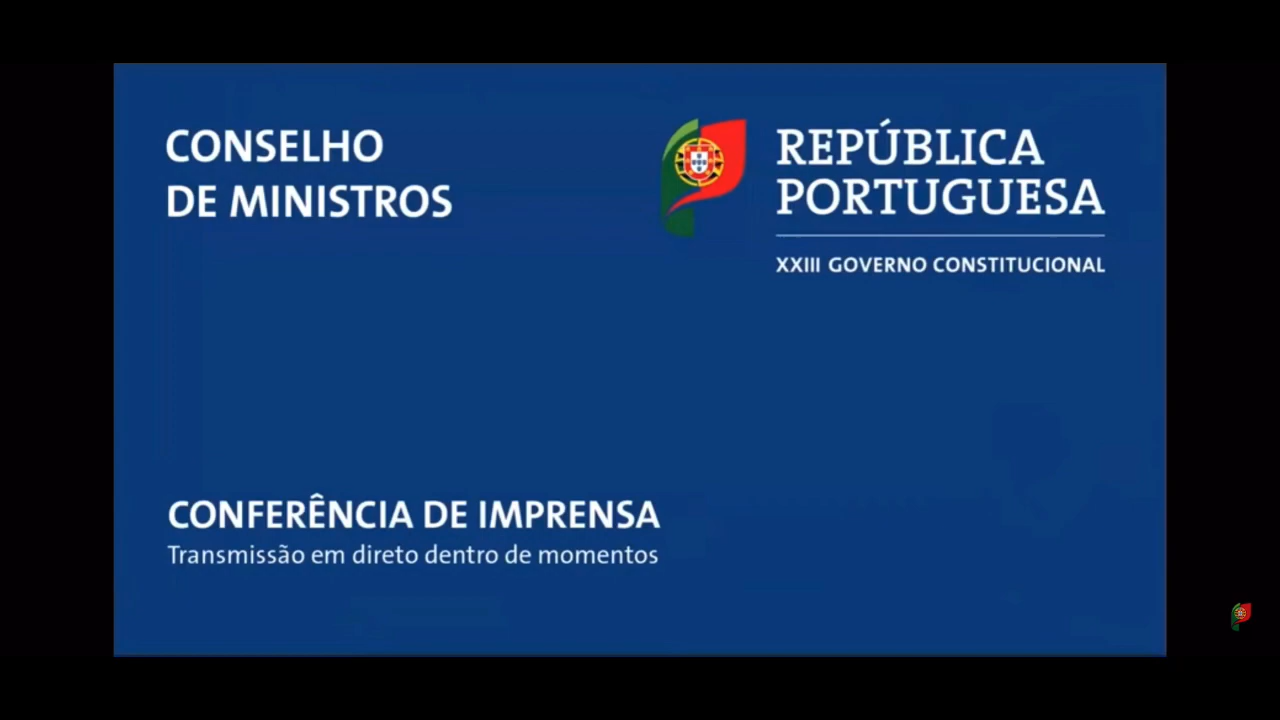 CONSELHO
DE MINISTROS
REPÚBLICA
PORTUGUESA
XXIII GOVERNO CONSTITUCIONAL
CONFERÊNCIA DE IMPRENSA
Transmissão em direto dentro de momentos